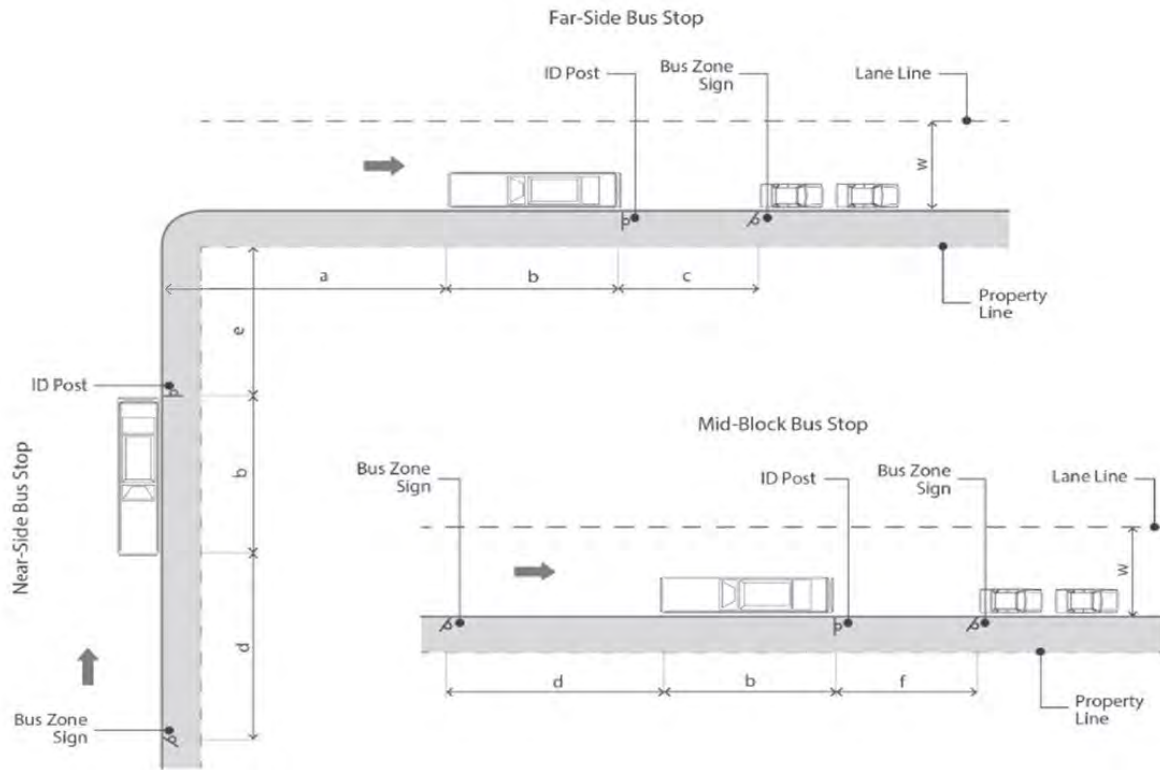 Far-Side Bus Stop
ID Post
Bus Zone
Sign
Lane Line
w
a
b
c
Property
Line
e
ID Post
b
Near-Side Bus Stop
d
Bus Zone
Sign
Mid-Block Bus Stop
Bus Zone
Sign
ID Post
Bus Zone
Sign
Lane Line
w
d
b
f
Property
Line